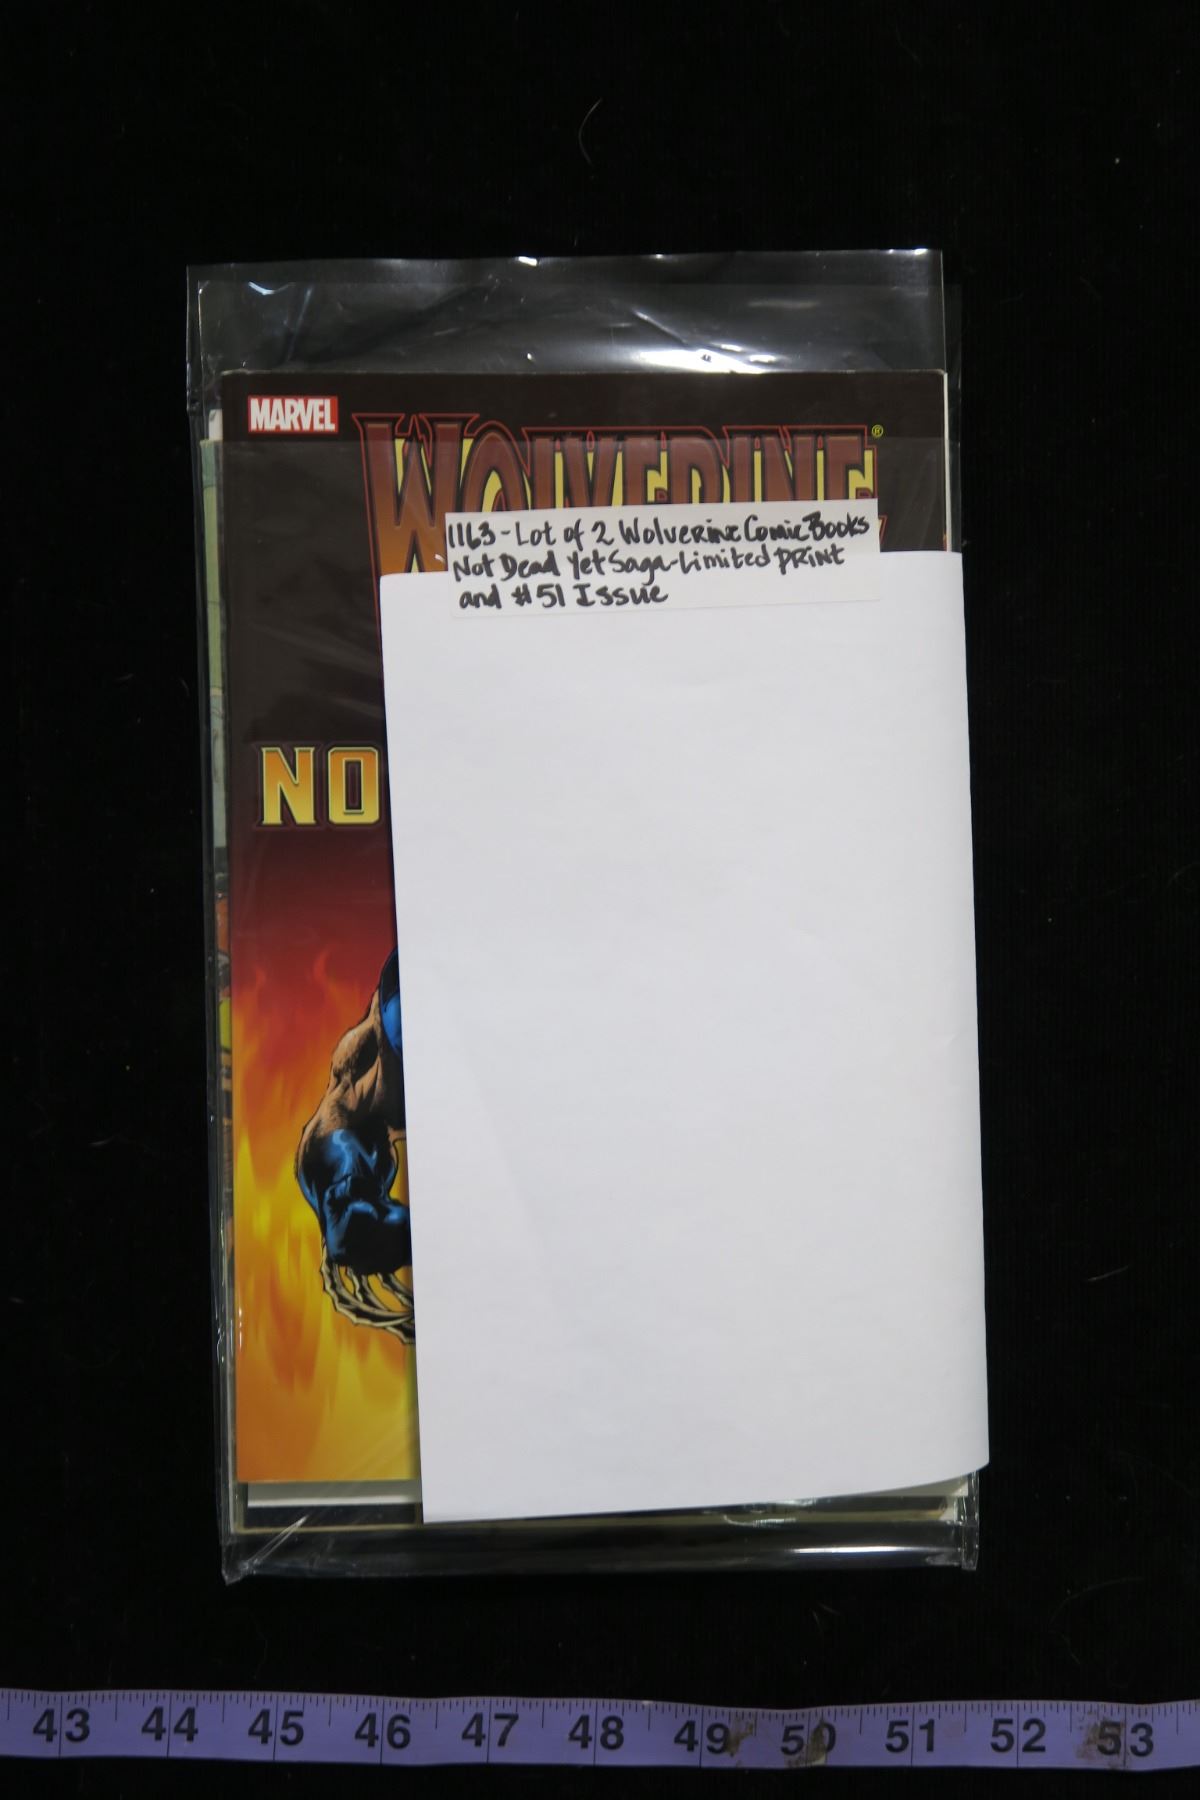 MARVEL
WOLVERINE ®
1163-Lot of 2 Wolverine Comic Books
Not Dead Yet Saga-Limited PRINT
and #51 Issue
NO
43 44 45 46 47 48 49 50 51 52 53